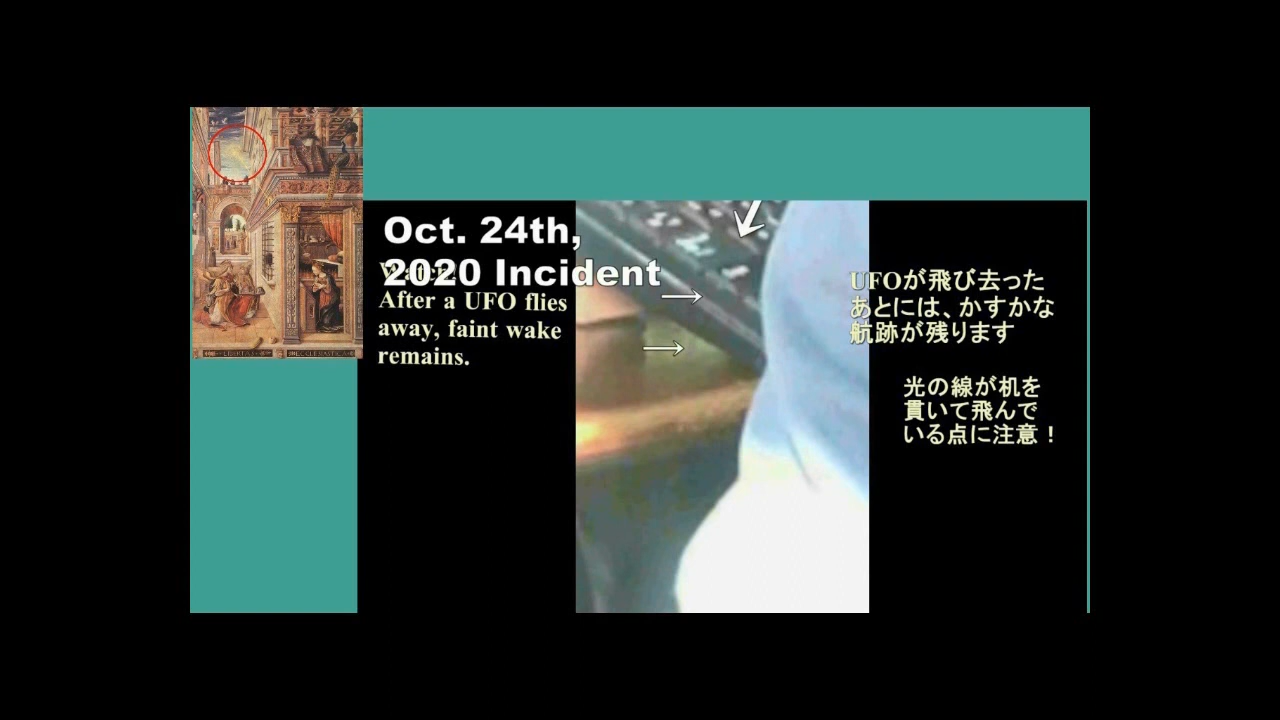 Oct. 24th,
2020 Incident
After a UFO flies
away, faint wake
remains.
UFOが飛び去った
あとには、かすかな
航跡が残ります
光の線が机を
貫いて飛んで
いる点に注意！
LIBERTAS
ECCLESIASTICA